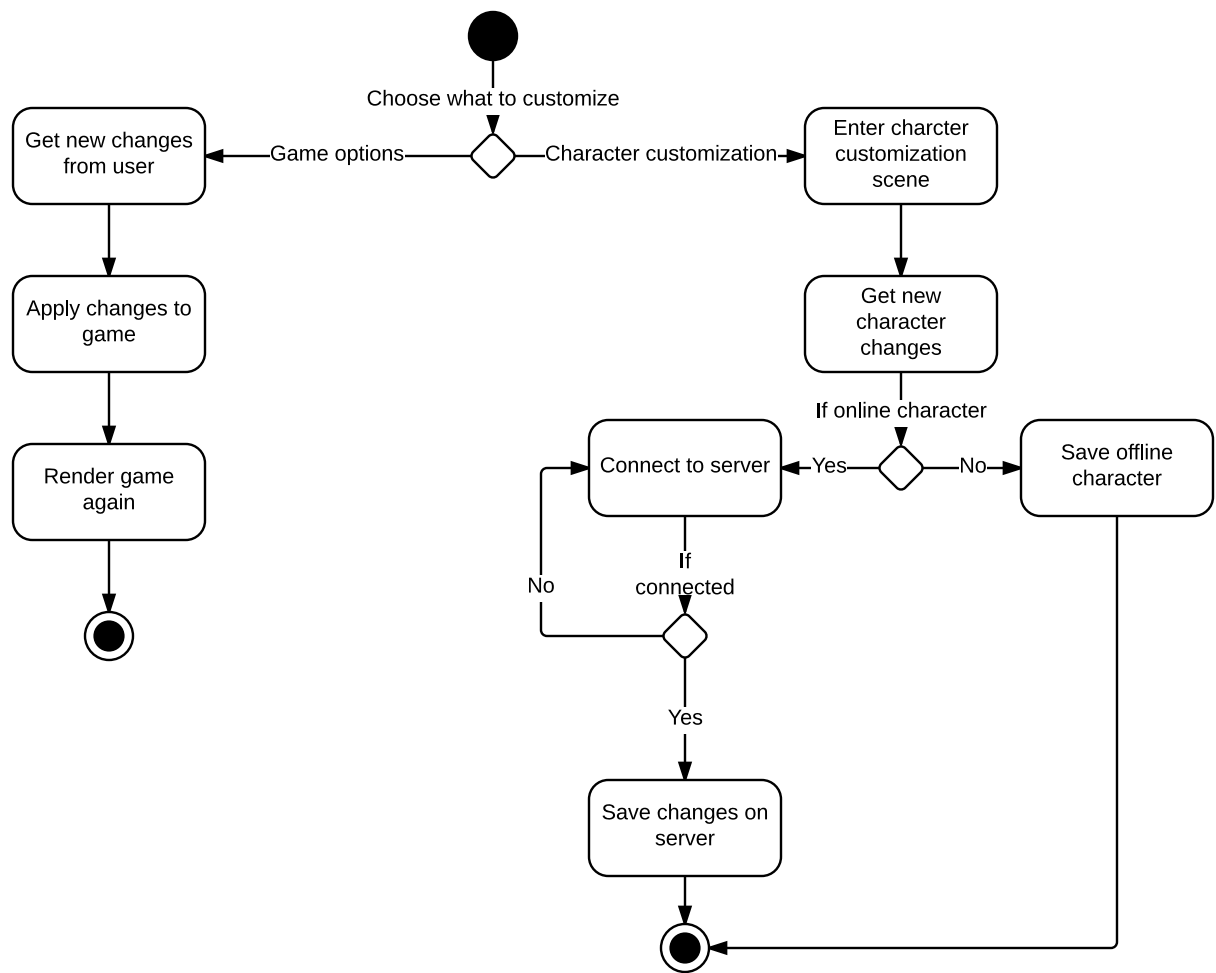 Choose what to customize
Get new changes
from user
Game options
Character customization
Enter charcter
customization
scene
Apply changes to
game
Get new
character
changes
If online character
Render game
again
Connect to server
Yes
No
Save offline
character
If
connected
No
Yes
Save changes on
server